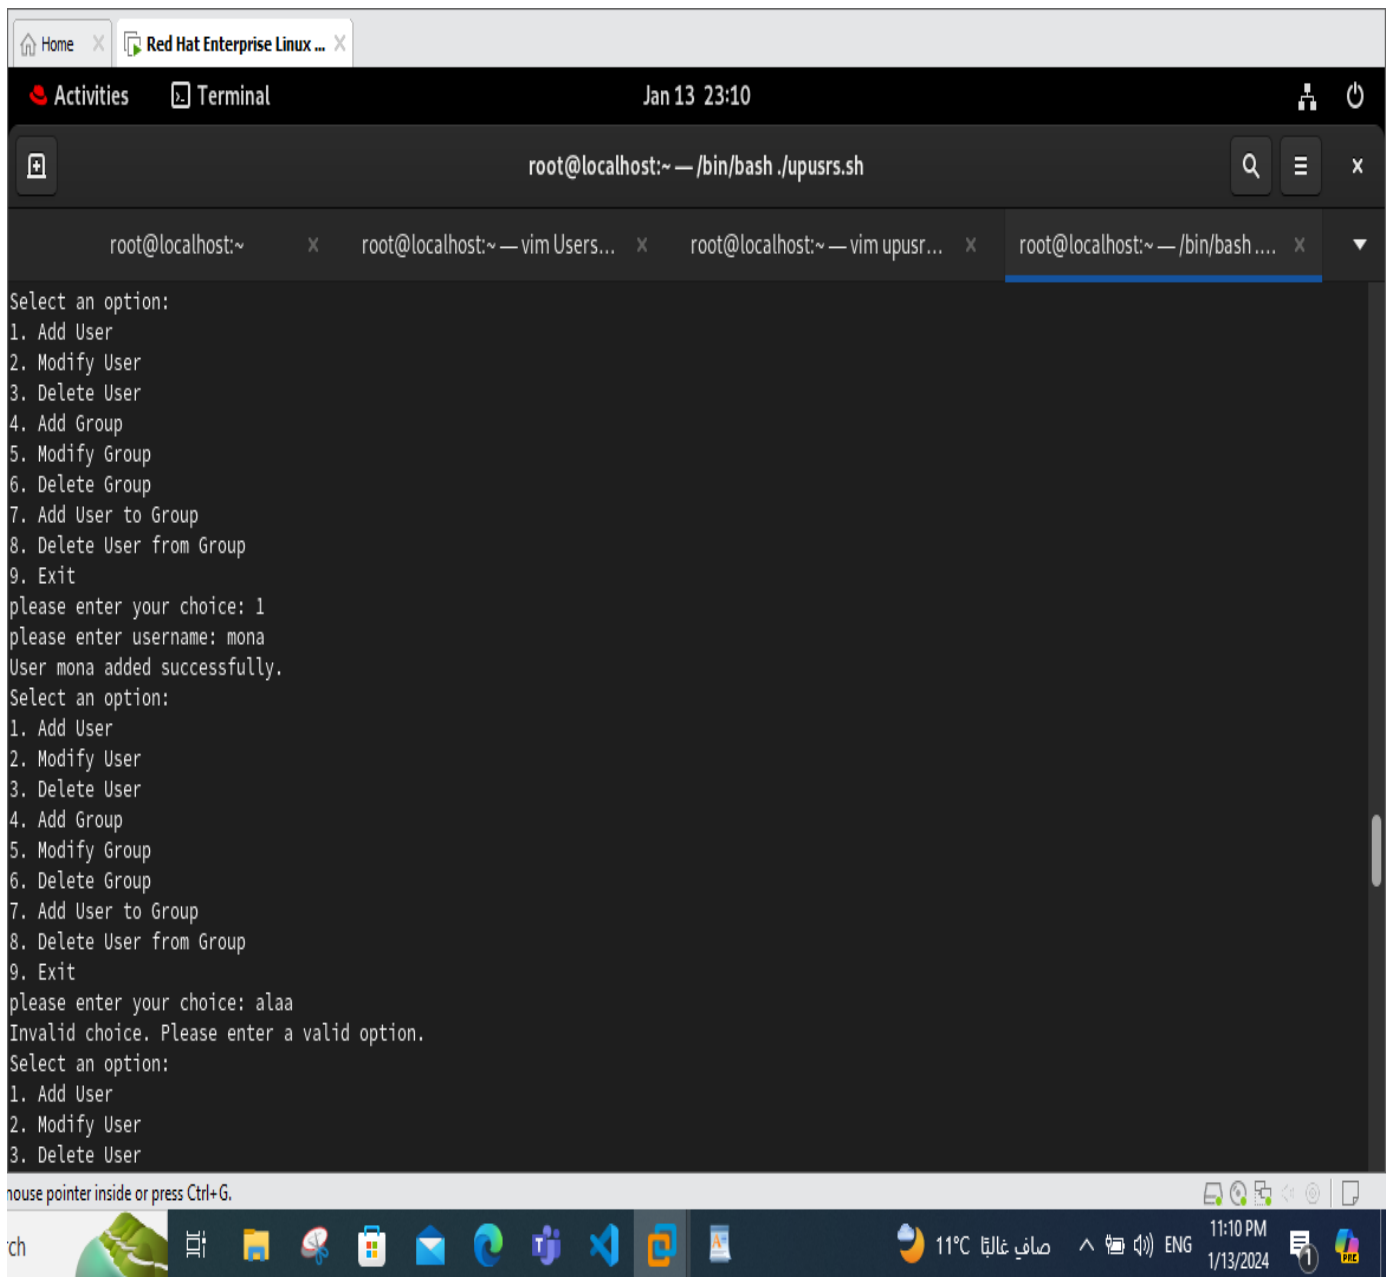 Home
Red Hat Enterprise Linux ...
Activities Terminal Jan 13 23:10
root@localhost:~ — /bin/bash ./upusrs.sh
root@localhost:~ root@localhost:~ — vim Users... root@localhost:~ — vim upusr... root@localhost:~ — /bin/bash ....
Select an option:
1. Add User
2. Modify User
3. Delete User
4. Add Group
5. Modify Group
6. Delete Group
7. Add User to Group
8. Delete User from Group
9. Exit
please enter your choice: 1
please enter username: mona
User mona added successfully.
Select an option:
1. Add User
2. Modify User
3. Delete User
4. Add Group
5. Modify Group
6. Delete Group
7. Add User to Group
8. Delete User from Group
9. Exit
please enter your choice: alaa
Invalid choice. Please enter a valid option.
Select an option:
1. Add User
2. Modify User
3. Delete User
mouse pointer inside or press Ctrl+G.
rch 11°C صافٍ غالبًا ENG 11:10 PM
1/13/2024 1
PRE